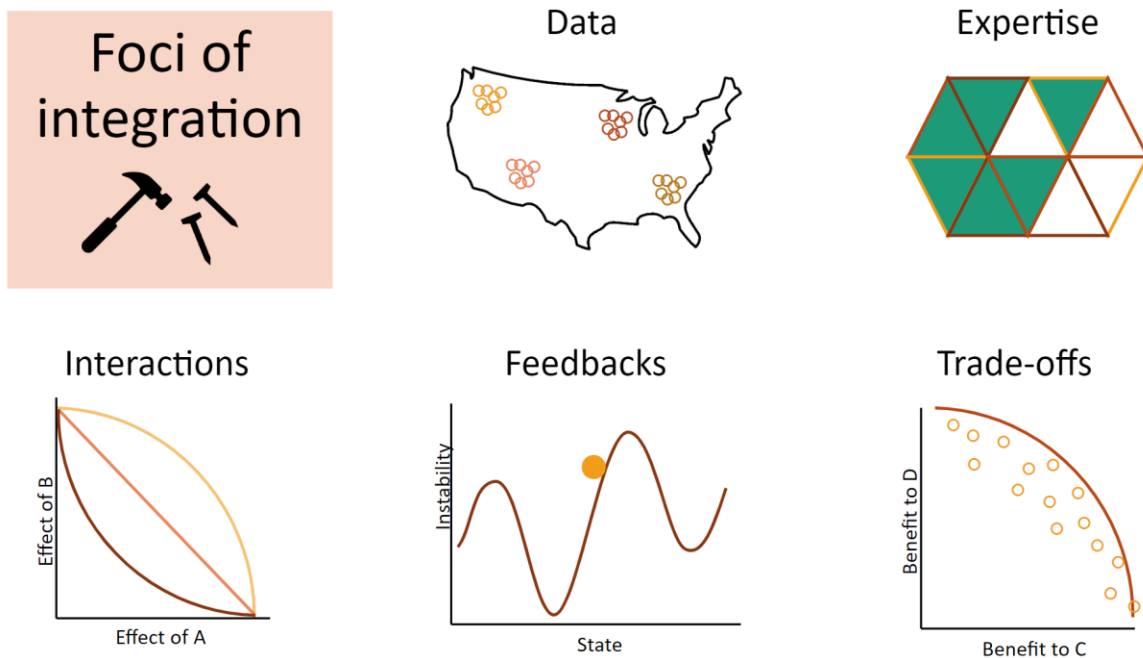 Foci of
integration
Data
Expertise
Interactions
Effect of B
Effect of A
Feedbacks
Instability
State
Trade-offs
Benefit to D
Benefit to C